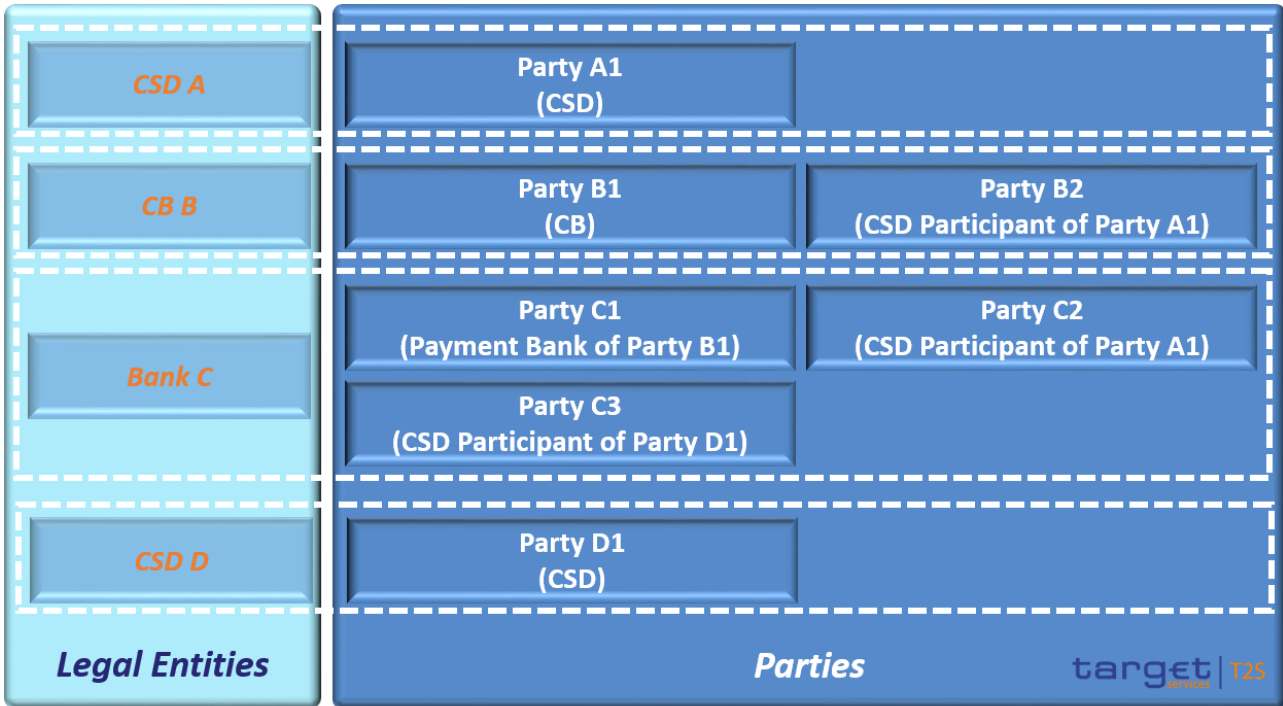 CSD A
Party A1
(CSD)
CB B
Party B1
(CB)
Party B2
(CSD Participant of Party A1)
Bank C
Party C1
(Payment Bank of Party B1)
Party C2
(CSD Participant of Party A1)
Party C3
(CSD Participant of Party D1)
CSD D
Party D1
(CSD)
Legal Entities
Parties
target | T2S
services